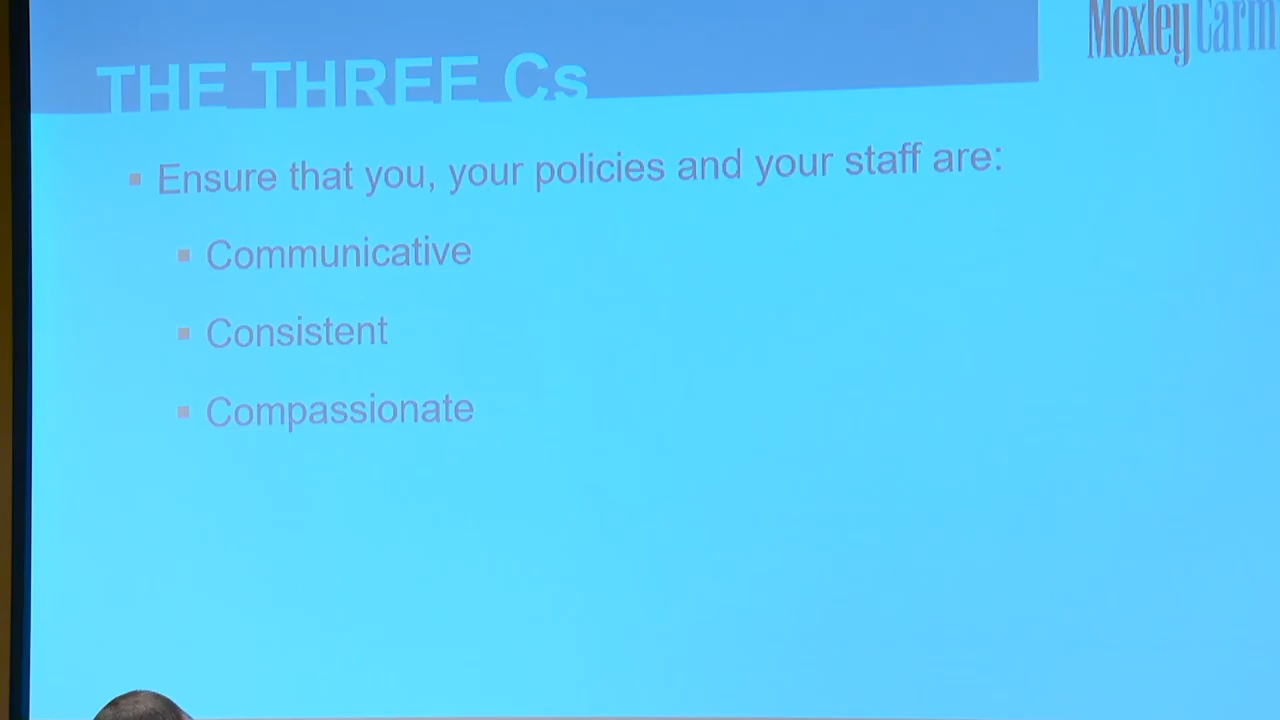 Moxley Carm
THE THREE Cs
Ensure that you, your policies and your staff are:
Communicative
Consistent
Compassionate